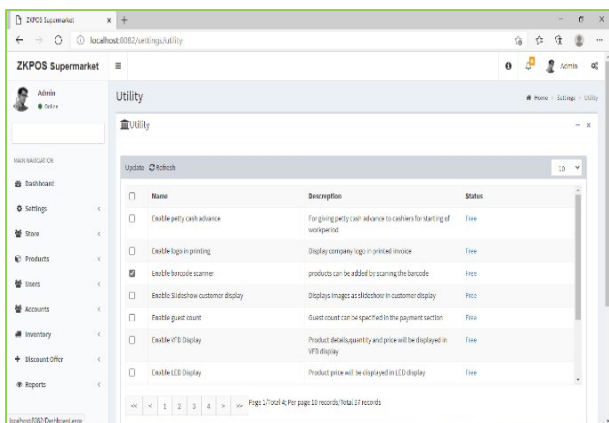 ZKPOS Supermarket
localhost:8082/settings/utility
ZKPOS Supermarket
Admin
Admin
Online
Utility
Home - Settings - Utility
Utility
MAIN NAVIGATION
Update Refresh
10
Dashboard
Settings
Store
Products
Users
Accounts
Inventory
Discount Offer
Reports
Name Description Status
Enable petty cash advance For giving petty cash advance to cashiers for starting of workperiod Free
Enable logo in printing Display company logo in printed invoice Free
Enable barcode scanner products can be added by scaning the barcode Free
Enable Slideshow customer display Displays images as slideshow in customer display Free
Enable guest count Guest count can be specified in the payment section Free
Enable VFD Display Product details,quantity and price will be displayed in VFD display Free
Enable LED Display Product price will be displayed in LED display Free
<< < 1 2 3 4 > >> Page 1/Total 4; Per page 10 records/Total 37 records
localhost:8082/Dashboard.aspx